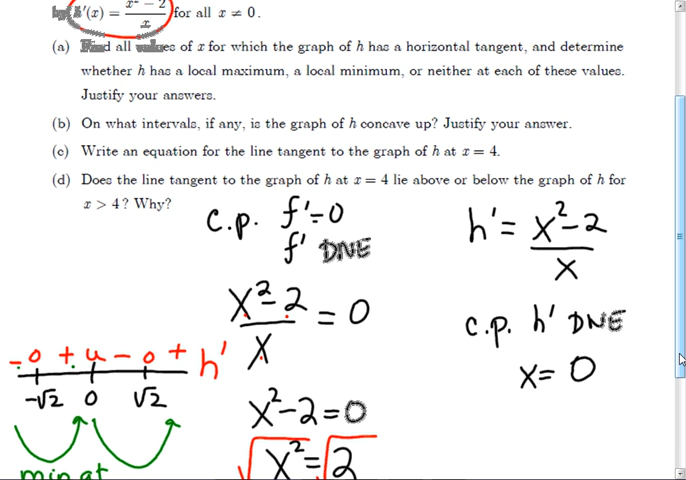 h'(x) = x² − 2 / x for all x ≠ 0.
(a) Find all values of x for which the graph of h has a horizontal tangent, and determine
whether h has a local maximum, a local minimum, or neither at each of these values.
Justify your answers.
(b) On what intervals, if any, is the graph of h concave up? Justify your answer.
(c) Write an equation for the line tangent to the graph of h at x = 4.
(d) Does the line tangent to the graph of h at x = 4 lie above or below the graph of h for
x > 4? Why?
c.p. f'=0
f' DNE
x²-2 / x = 0
x²-2=0
√x² = √2
h' = x²-2 / x
c.p. h' DNE
x= 0
- 0 + u - 0 + h'
-√2 0 √2
min at